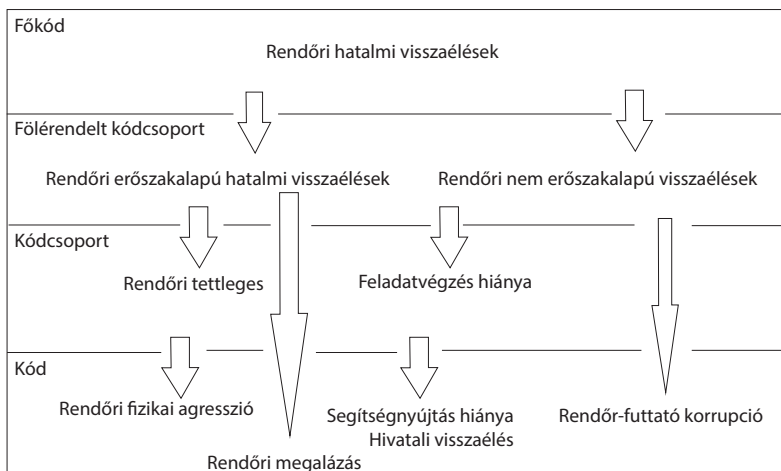 Főkód
Rendőri hatalmi visszaélések
Fölérendelt kódcsoport
Rendőri erőszakalapú hatalmi visszaélések
Rendőri nem erőszakalapú visszaélések
Kódcsoport
Rendőri tettleges
Feladatvégzés hiánya
Kód
Rendőri fizikai agresszió
Segítségnyújtás hiánya
Hivatali visszaélés
Rendőr-futtató korrupció
Rendőri megalázás